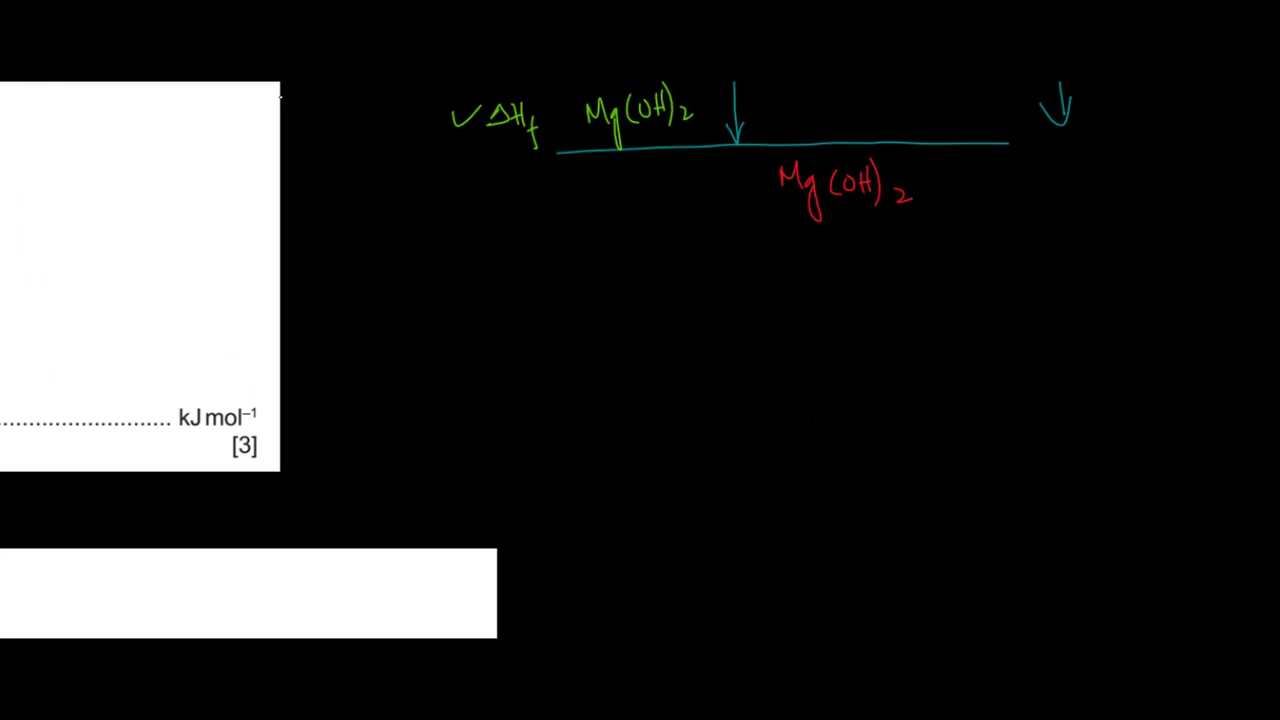 ✓ ΔHf Mg(OH)2
Mg(OH)2
.......................... kJ mol⁻¹
[3]